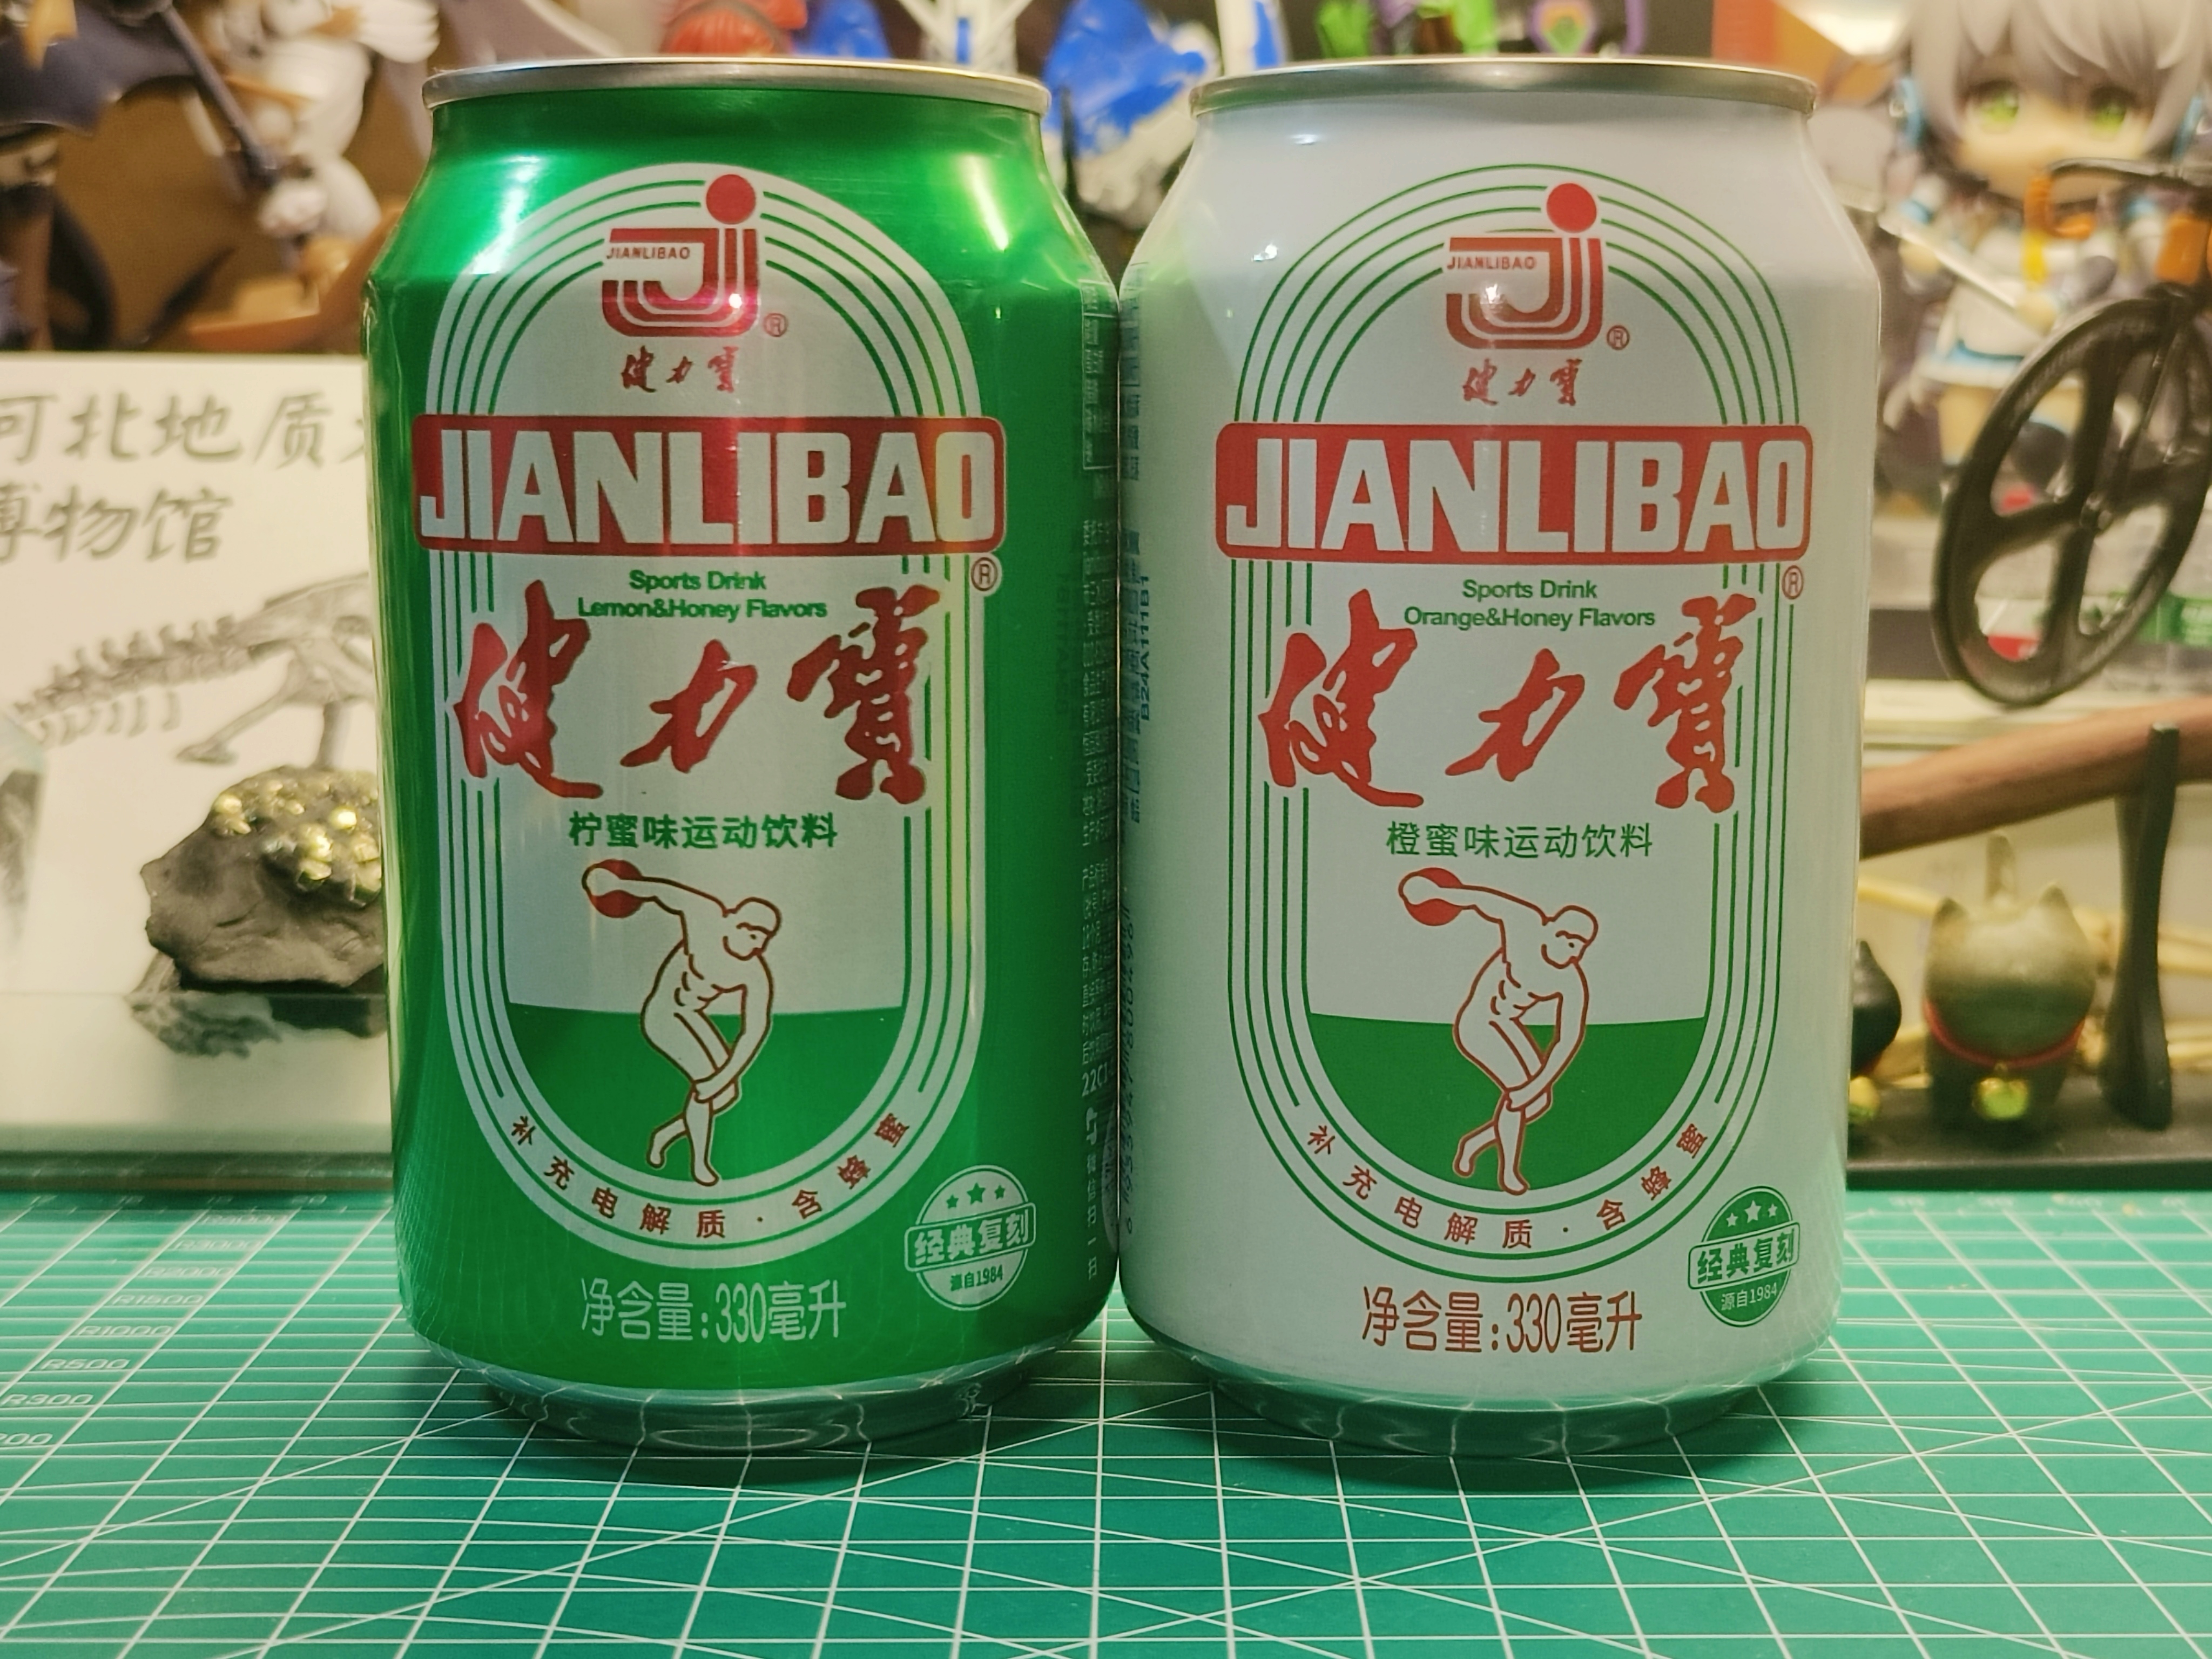 JIANLIBAO
®
健力寶
JIANLIBAO
®
Sports Drink
Lemon&Honey Flavors
健力寶
柠蜜味运动饮料
补充电解质·含蜂蜜
经典复刻
源自1984
净含量:330毫升
JIANLIBAO
®
健力寶
JIANLIBAO
®
Sports Drink
Orange&Honey Flavors
健力寶
橙蜜味运动饮料
补充电解质·含蜂蜜
经典复刻
源自1984
净含量:330毫升
B24A111B1
河北地质
博物馆
R2000
R1500
R1000
R500
R300